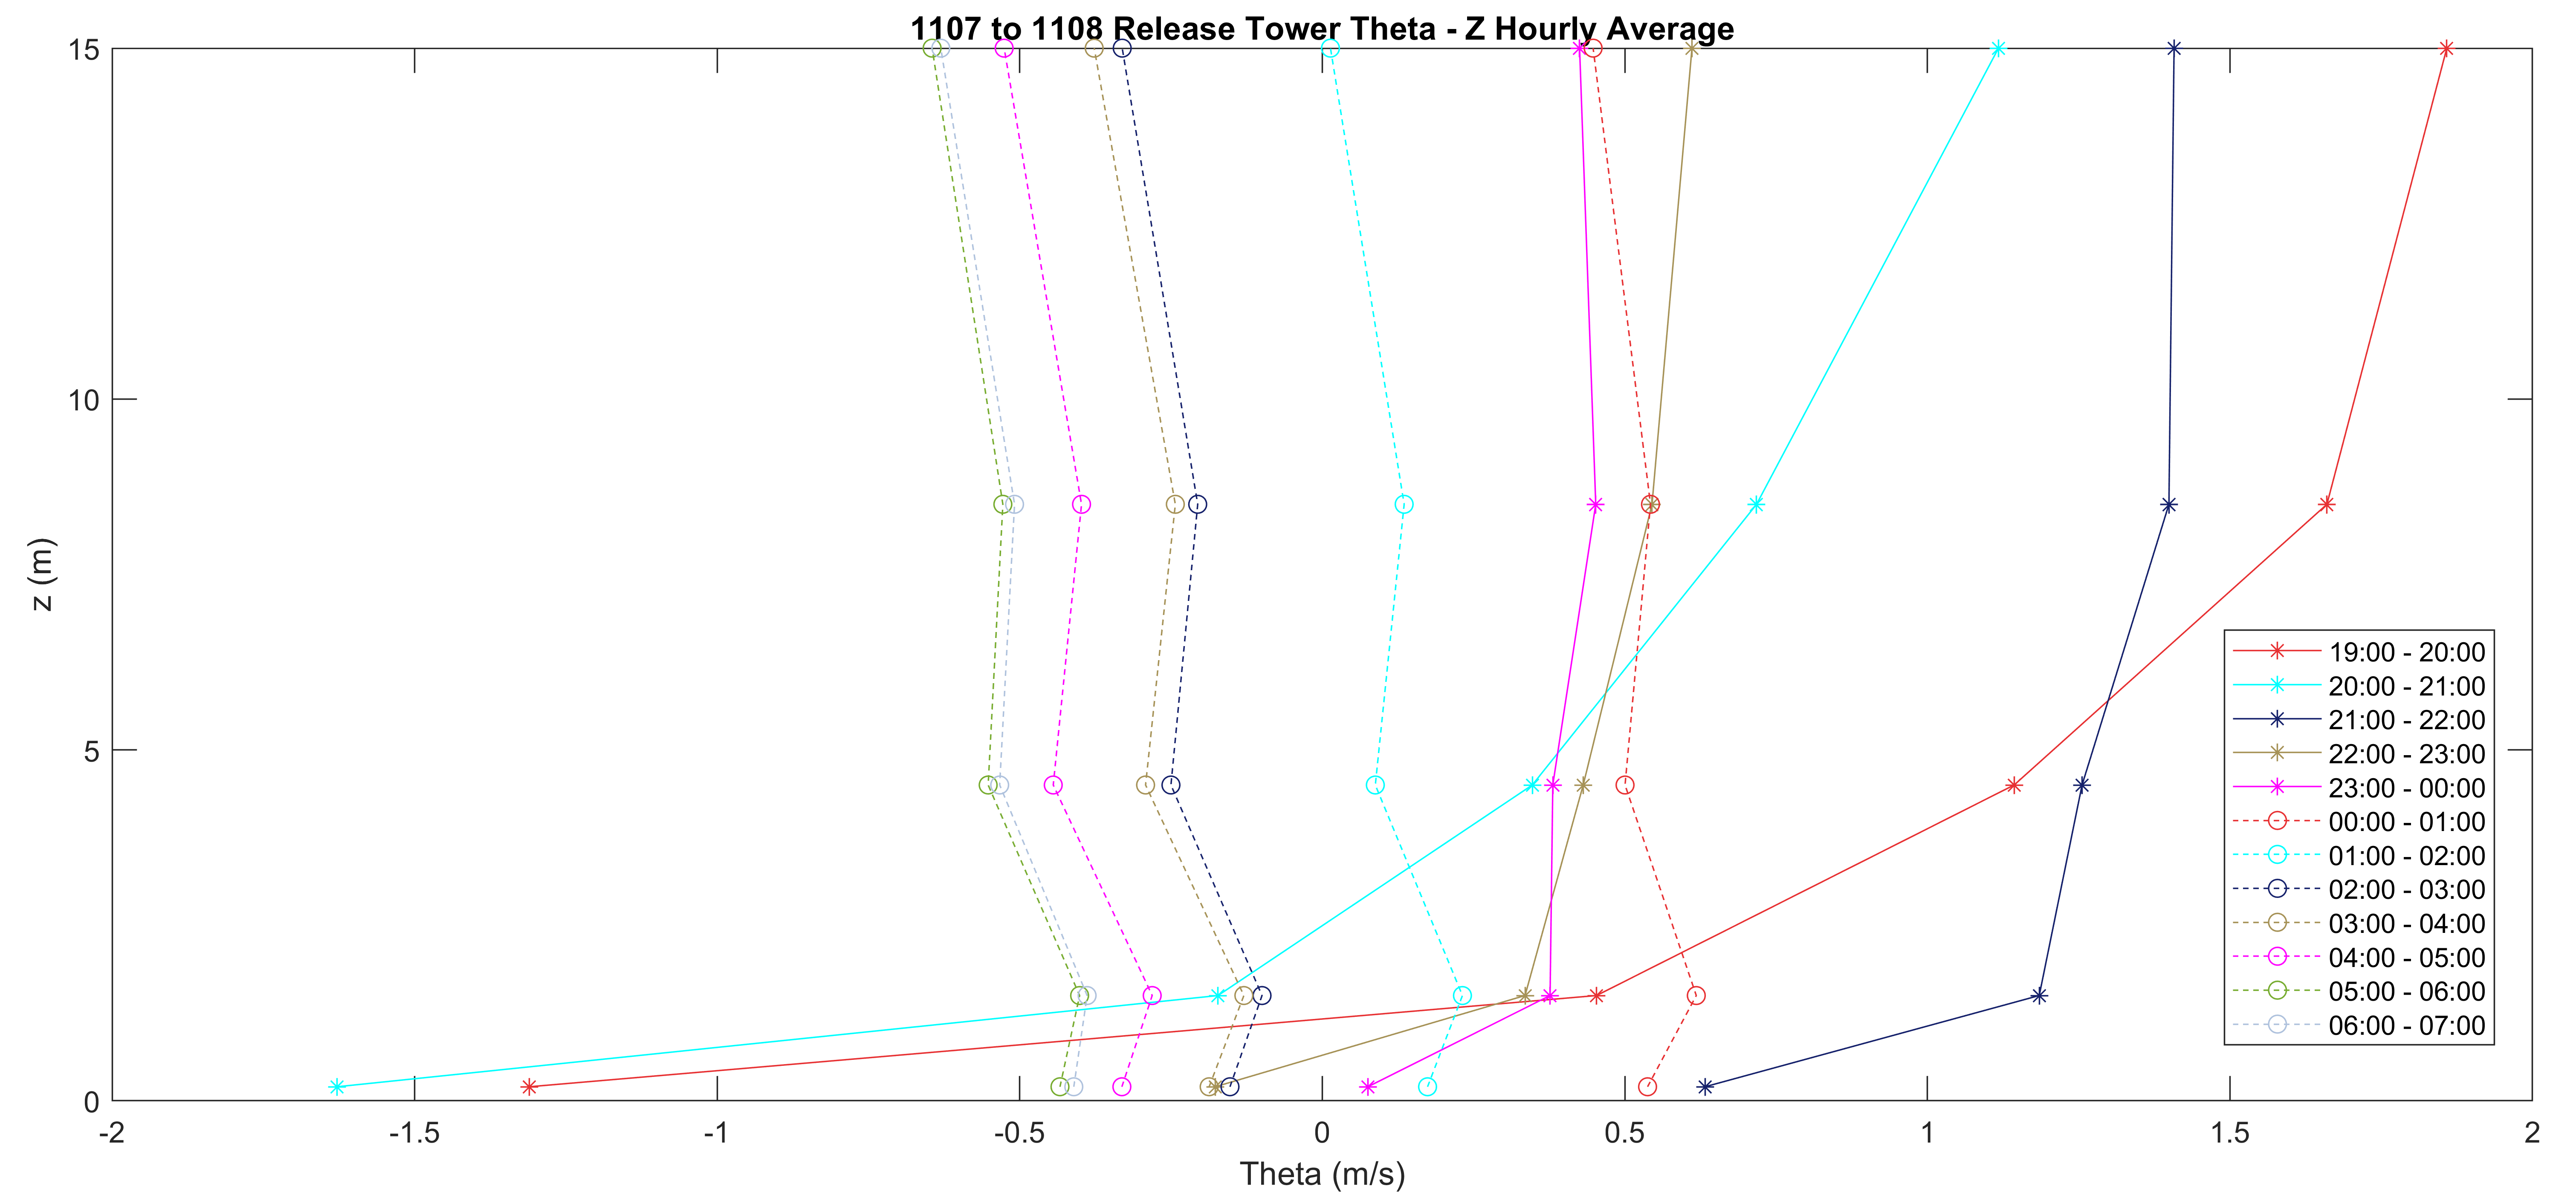 1107 to 1108 Release Tower Theta - Z Hourly Average
15
10
5
0
z (m)
-2 -1.5 -1 -0.5 0 0.5 1 1.5 2
Theta (m/s)
19:00 - 20:00
20:00 - 21:00
21:00 - 22:00
22:00 - 23:00
23:00 - 00:00
00:00 - 01:00
01:00 - 02:00
02:00 - 03:00
03:00 - 04:00
04:00 - 05:00
05:00 - 06:00
06:00 - 07:00